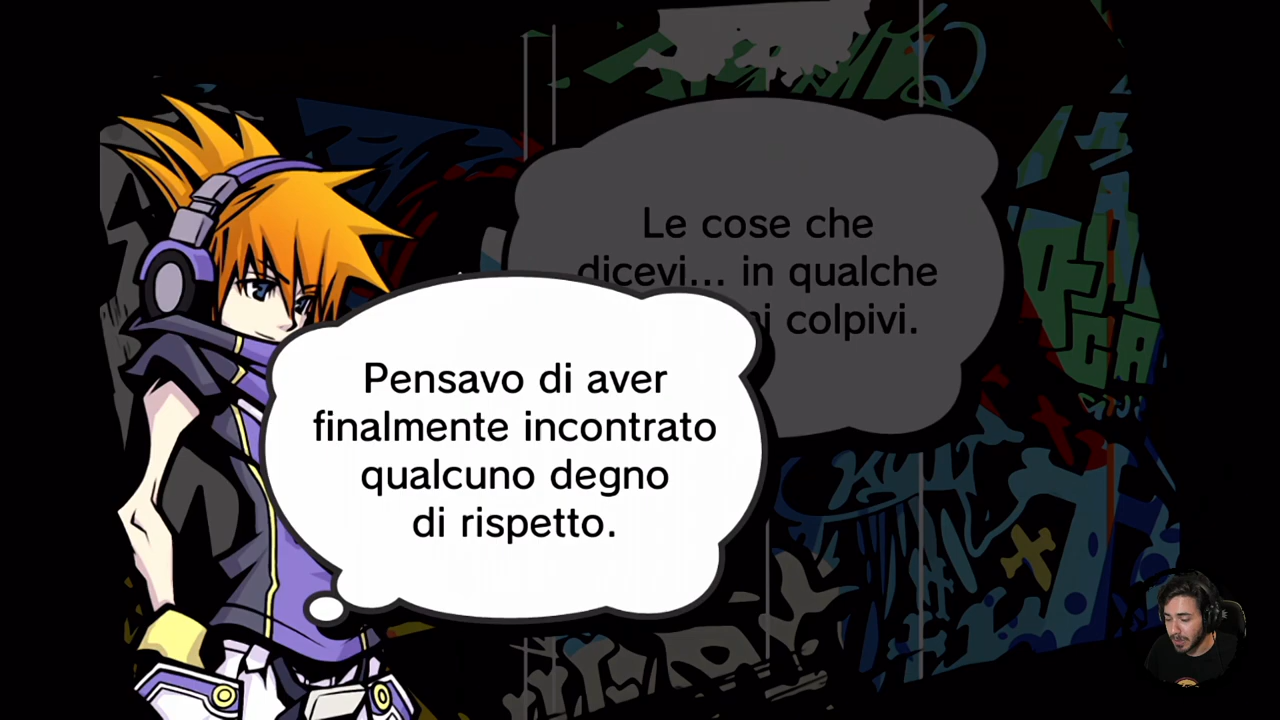 Le cose che
dicevi... in qualche
colpivi.
Pensavo di aver
finalmente incontrato
qualcuno degno
di rispetto.